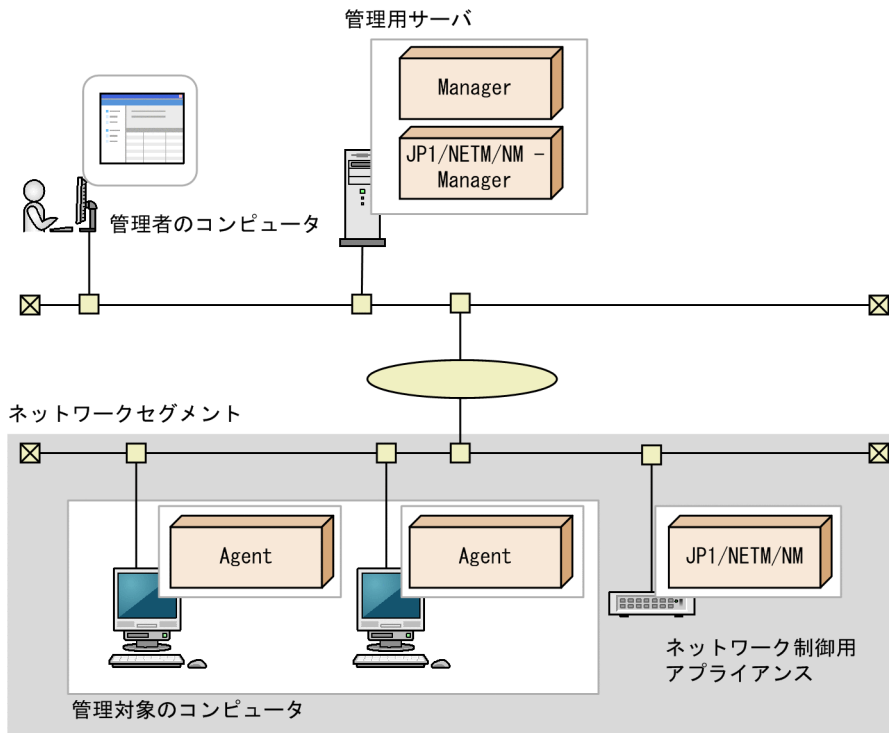 管理用サーバ
Manager
JP1/NETM/NM −
Manager
管理者のコンピュータ
ネットワークセグメント
Agent
Agent
JP1/NETM/NM
ネットワーク制御用
アプライアンス
管理対象のコンピュータ